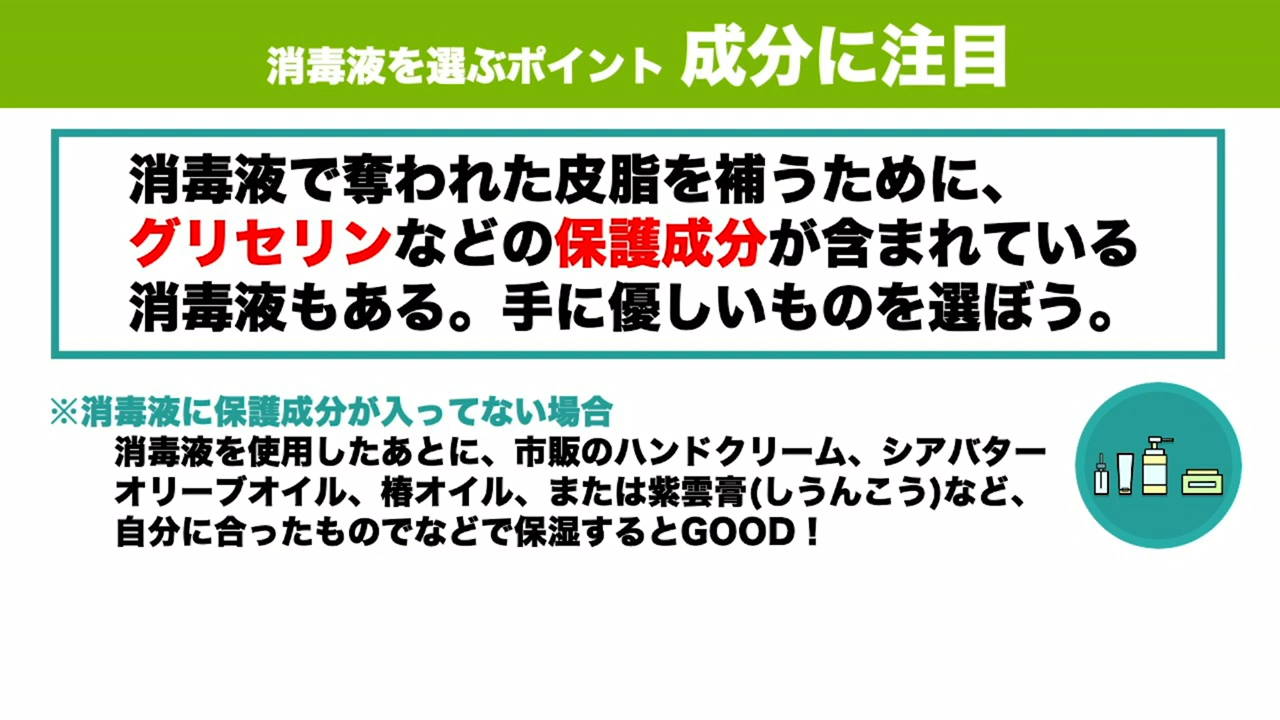 消毒液を選ぶポイント 成分に注目
消毒液で奪われた皮脂を補うために、
グリセリンなどの保護成分が含まれている
消毒液もある。手に優しいものを選ぼう。
※消毒液に保護成分が入ってない場合
消毒液を使用したあとに、市販のハンドクリーム、シアバター
オリーブオイル、椿オイル、または紫雲膏(しうんこう)など、
自分に合ったものでなどで保湿するとGOOD！